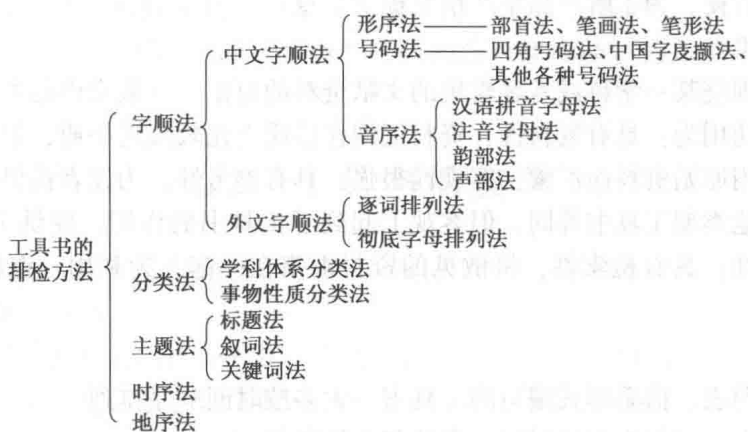 形序法——部首法、笔画法、笔形法
中文字顺法
号码法——四角号码法、中国字庋㩳法、
其他各种号码法
字顺法
汉语拼音字母法
音序法
注音字母法
韵部法
声部法
外文字顺法
逐词排列法
彻底字母排列法
工具书的
排检方法
分类法
学科体系分类法
事物性质分类法
标题法
主题法
叙词法
关键词法
时序法
地序法